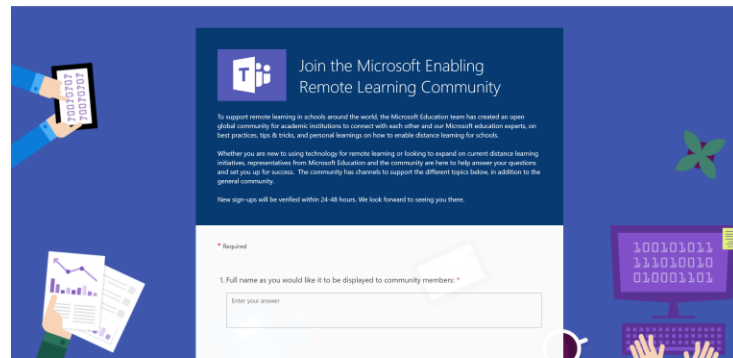 Join the Microsoft Enabling
Remote Learning Community
To support remote learning in schools around the world, the Microsoft Education team has created an open
global community for academic institutions to connect with each other and our Microsoft education experts, on
best practices, tips & tricks, and personal learnings on how to enable distance learning for schools.
Whether you are new to using technology for remote learning or looking to expand on current distance learning
initiatives, representatives from Microsoft Education and the community are here to help answer your questions
and set you up for success. The community has channels to support the different topics below, in addition to the
general community.
New sign-ups will be verified within 24-48 hours. We look forward to seeing you there.
* Required
1. Full name as you would like it to be displayed to community members: *
Enter your answer
100101011
111010010
010001101